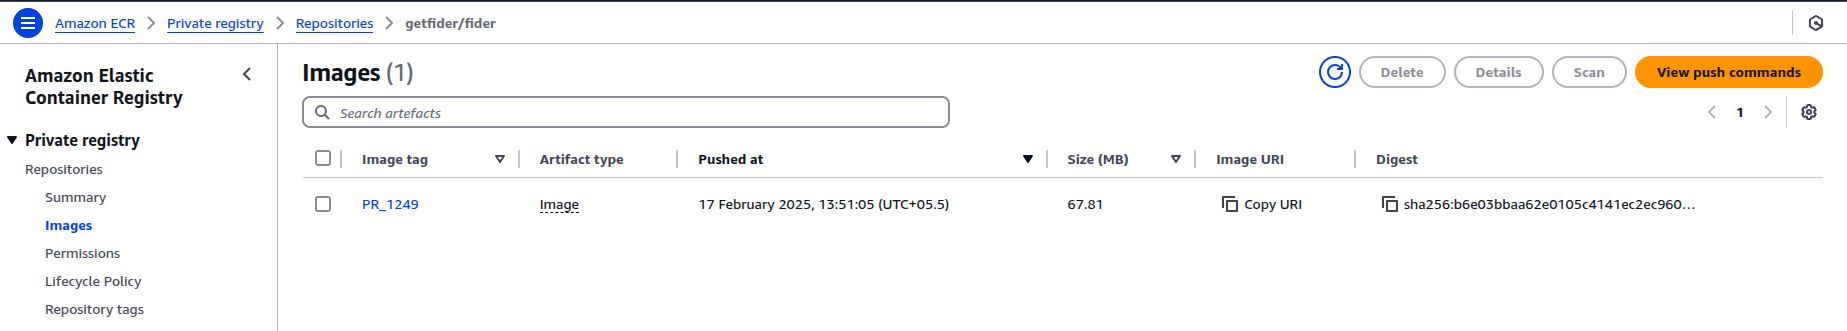 Amazon ECR > Private registry > Repositories > getfider/fider
Amazon Elastic
Container Registry
Private registry
Repositories
Summary
Images
Permissions
Lifecycle Policy
Repository tags
Images (1)
Delete Details Scan View push commands
Search artefacts
1
Image tag Artifact type Pushed at Size (MB) Image URI Digest
PR_1249 Image 17 February 2025, 13:51:05 (UTC+05.5) 67.81 Copy URI sha256:b6e03bbaa62e0105c4141ec2ec960...